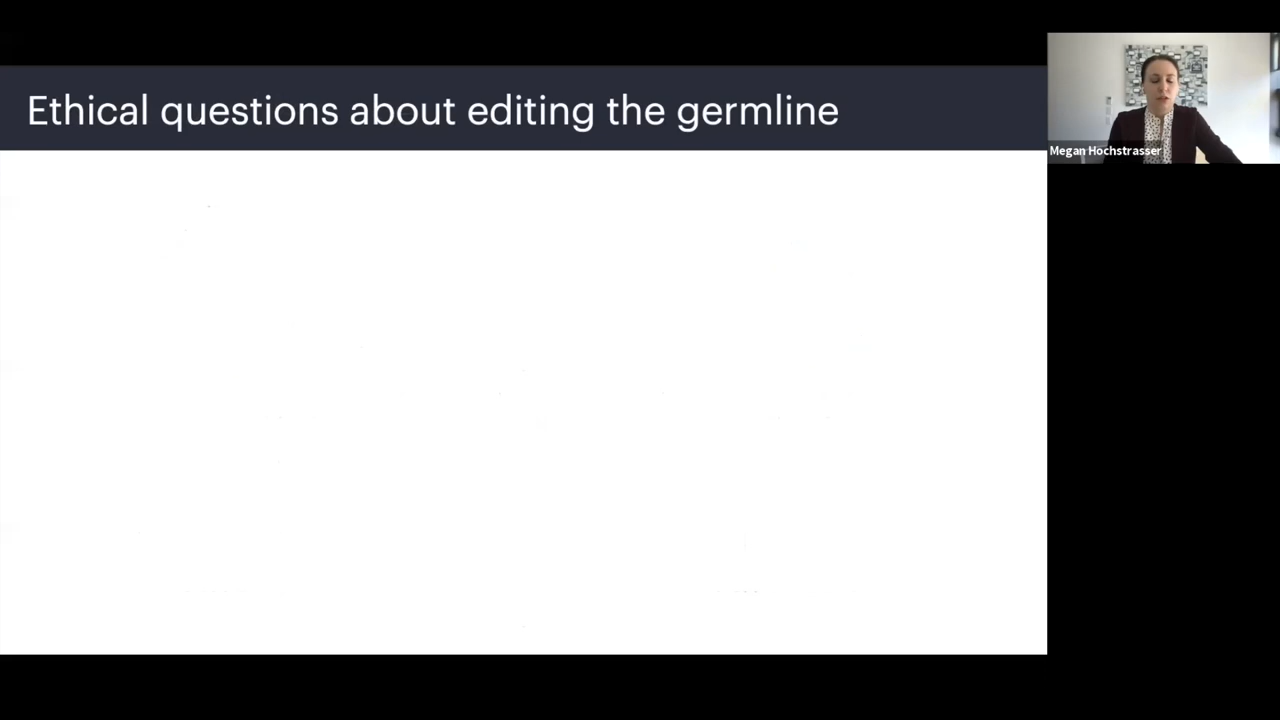 Ethical questions about editing the germline
Megan Hochstrasser